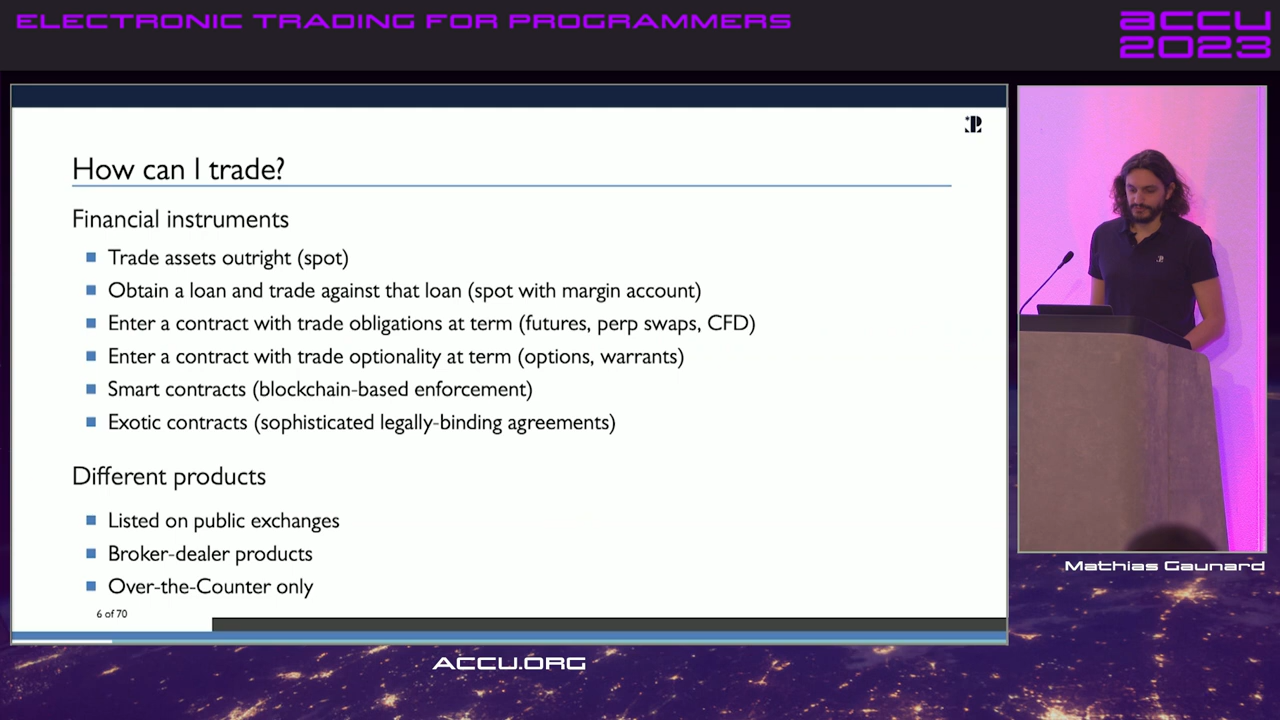 ELECTRONIC TRADING FOR PROGRAMMERS
accu
2023
How can I trade?
Financial instruments
Trade assets outright (spot)
Obtain a loan and trade against that loan (spot with margin account)
Enter a contract with trade obligations at term (futures, perp swaps, CFD)
Enter a contract with trade optionality at term (options, warrants)
Smart contracts (blockchain-based enforcement)
Exotic contracts (sophisticated legally-binding agreements)
Different products
Listed on public exchanges
Broker-dealer products
Over-the-Counter only
6 of 70
Mathias Gaunard
ACCU.ORG